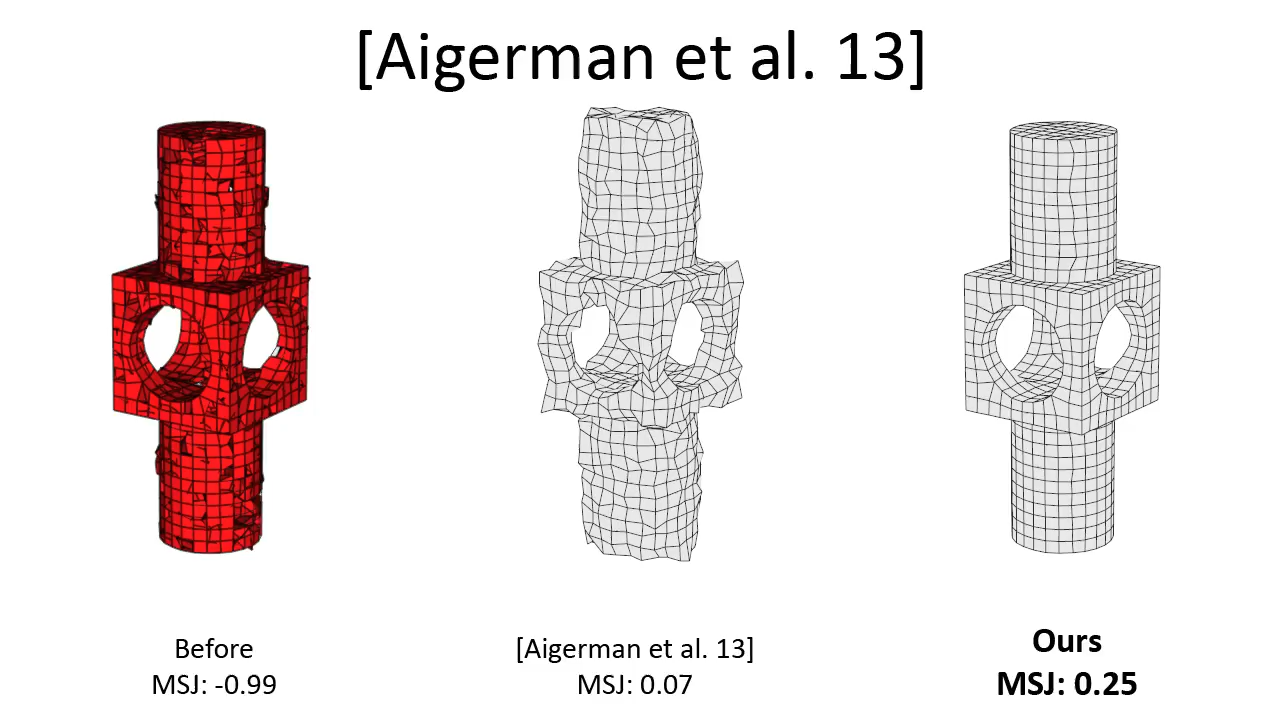 [Aigerman et al. 13]
Before
MSJ: -0.99
[Aigerman et al. 13]
MSJ: 0.07
Ours
MSJ: 0.25